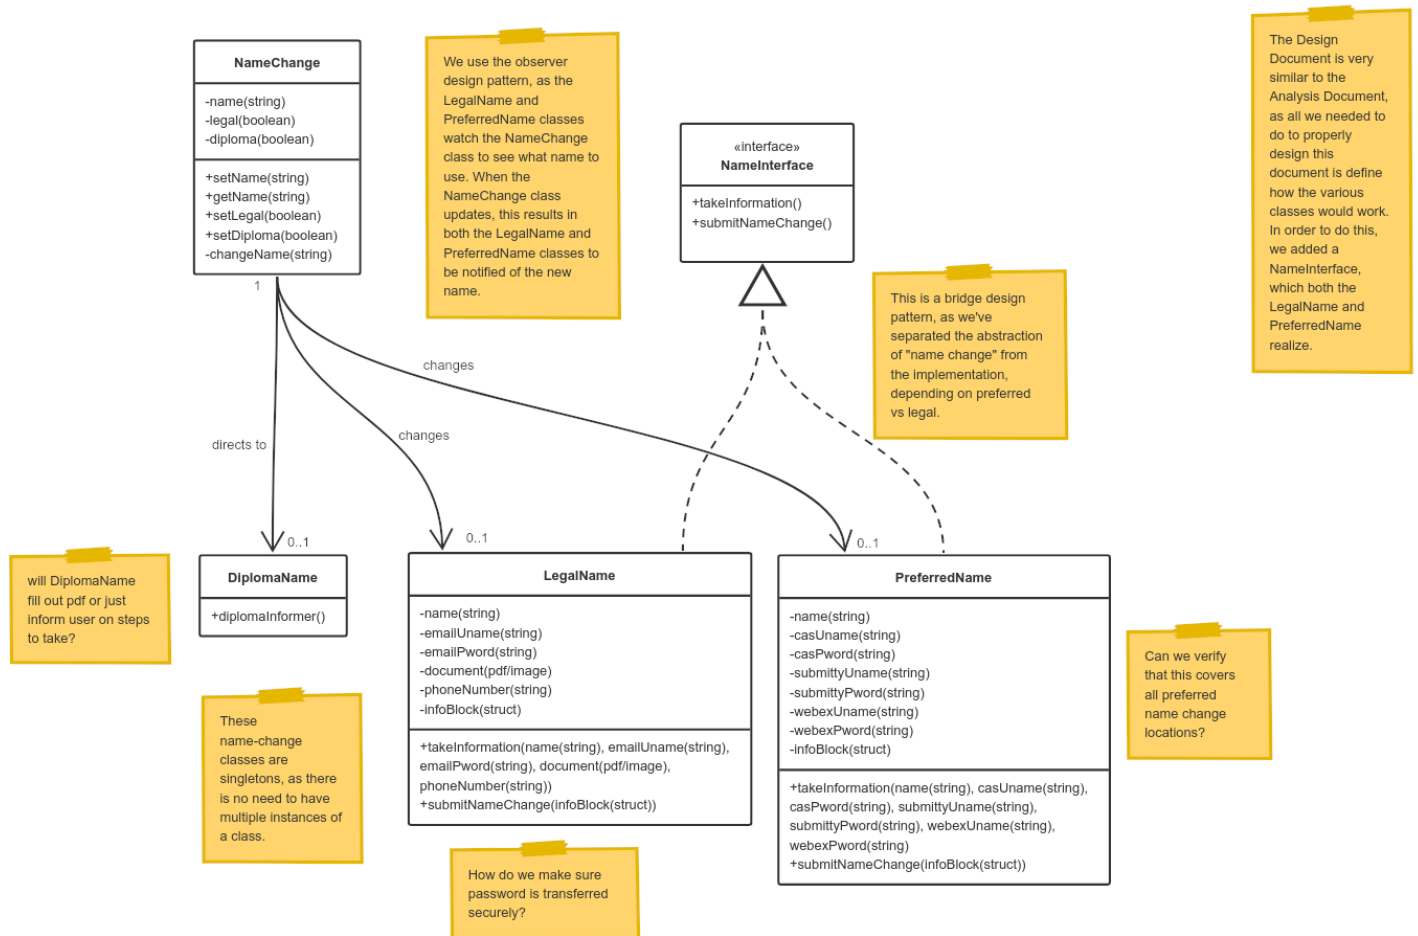 NameChange
-name(string)
-legal(boolean)
-diploma(boolean)
+setName(string)
+getName(string)
+setLegal(boolean)
+setDiploma(boolean)
-changeName(string)
We use the observer
design pattern, as the
LegalName and
PreferredName classes
watch the NameChange
class to see what name to
use. When the
NameChange class
updates, this results in
both the LegalName and
PreferredName classes to
be notified of the new
name.
«interface»
NameInterface
+takeInformation()
+submitNameChange()
The Design
Document is very
similar to the
Analysis Document,
as all we needed to
do to properly
design this
document is define
how the various
classes would work.
In order to do this,
we added a
NameInterface,
which both the
LegalName and
PreferredName
realize.
This is a bridge design
pattern, as we've
separated the abstraction
of "name change" from
the implementation,
depending on preferred
vs legal.
1
changes
changes
directs to
0..1
0..1
0..1
will DiplomaName
fill out pdf or just
inform user on steps
to take?
DiplomaName
+diplomaInformer()
These
name-change
classes are
singletons, as there
is no need to have
multiple instances of
a class.
LegalName
-name(string)
-emailUname(string)
-emailPword(string)
-document(pdf/image)
-phoneNumber(string)
-infoBlock(struct)
+takeInformation(name(string), emailUname(string),
emailPword(string), document(pdf/image),
phoneNumber(string))
+submitNameChange(infoBlock(struct))
How do we make sure
password is transferred
securely?
PreferredName
-name(string)
-casUname(string)
-casPword(string)
-submittyUname(string)
-submittyPword(string)
-webexUname(string)
-webexPword(string)
-infoBlock(struct)
+takeInformation(name(string), casUname(string),
casPword(string), submittyUname(string),
submittyPword(string), webexUname(string),
webexPword(string)
+submitNameChange(infoBlock(struct))
Can we verify
that this covers
all preferred
name change
locations?